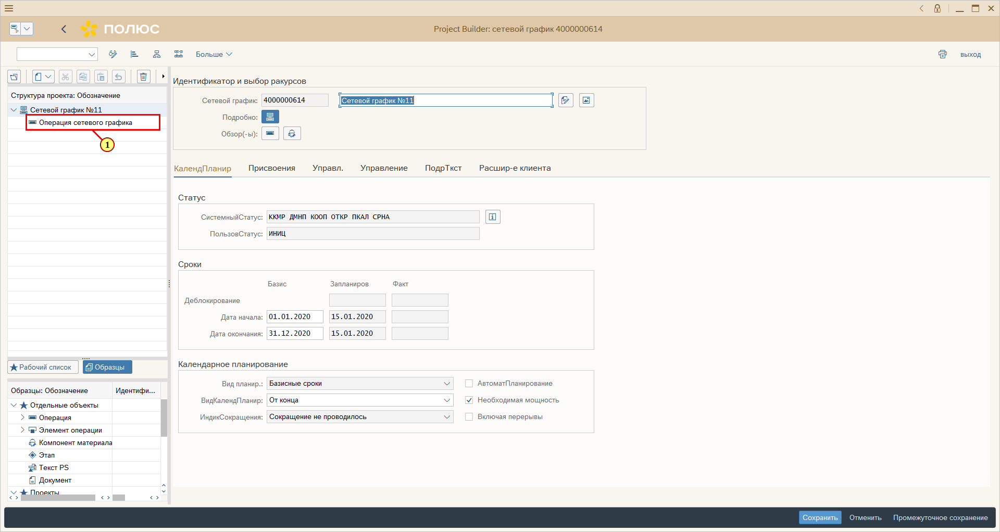 ПОЛЮС
Project Builder: сетевой график 4000000614
Больше
выход
Структура проекта: Обозначение
Сетевой график №11
Операция сетевого графика
1
Идентификатор и выбор ракурсов
Сетевой график: 4000000614 Сетевой график №11
Подробно:
Обзор(-ы):
КалендПланир Присвоения Управл. Управление ПодрТкст Расшир-е клиента
Статус
СистемныйСтатус: ККМР ДМНП КООП ОТКР ПКАЛ СРНА
ПользовСтатус: ИНИЦ
Сроки
Базис Запланиров Факт
Деблокирование
Дата начала: 01.01.2020 15.01.2020
Дата окончания: 31.12.2020 15.01.2020
Календарное планирование
Вид планир.: Базисные сроки АвтоматПланирование
ВидКалендПланир: От конца Необходимая мощность
ИндикСокращения: Сокращение не проводилось Включая перерывы
Рабочий список Образцы
Образцы: Обозначение Идентифи...
Отдельные объекты
Операция
Элемент операции
Компонент материала
Этап
Текст PS
Документ
Проекты
Сохранить Отменить Промежуточное сохранение